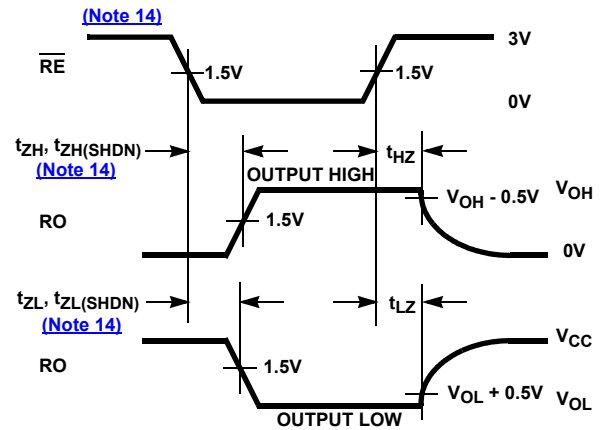 (Note 14)
3V
RE
1.5V
1.5V
0V
tZH, tZH(SHDN)
(Note 14)
tHZ
OUTPUT HIGH
VOH - 0.5V
VOH
RO
1.5V
0V
tZL, tZL(SHDN)
(Note 14)
tLZ
VCC
RO
1.5V
VOL + 0.5V
VOL
OUTPUT LOW